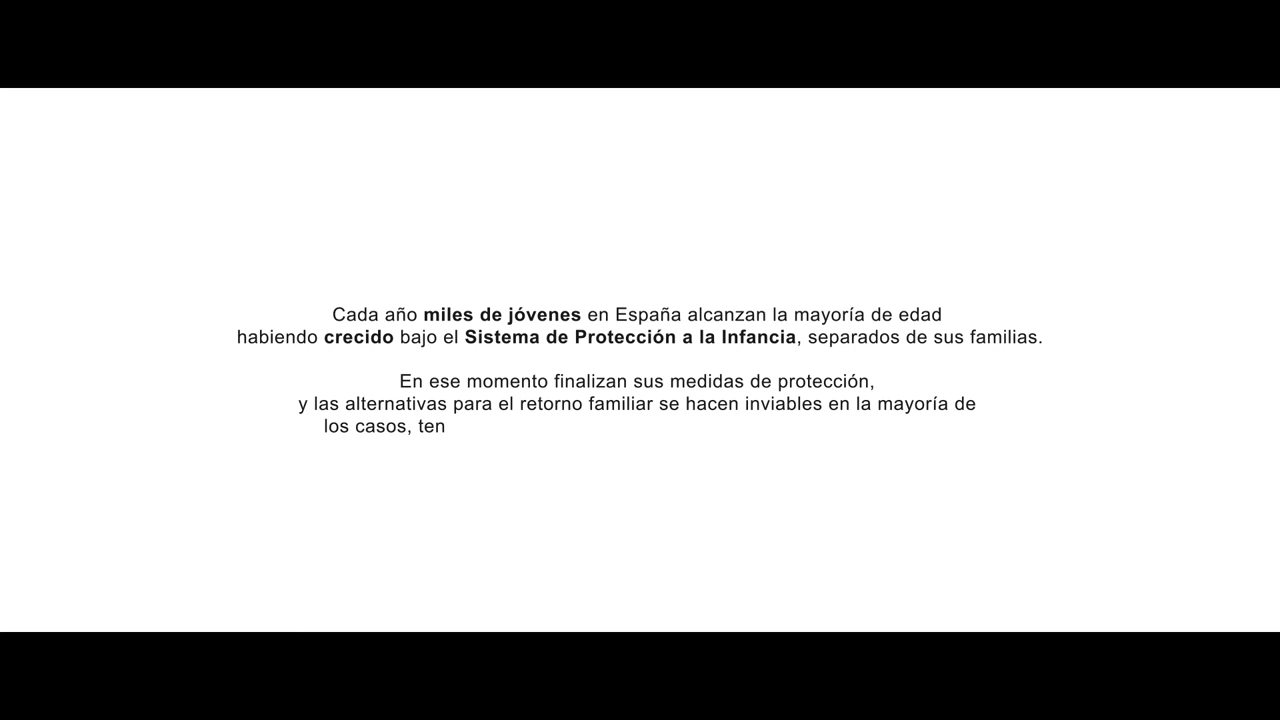 Cada año miles de jóvenes en España alcanzan la mayoría de edad
habiendo crecido bajo el Sistema de Protección a la Infancia, separados de sus familias.
En ese momento finalizan sus medidas de protección,
y las alternativas para el retorno familiar se hacen inviables en la mayoría de
los casos, ten